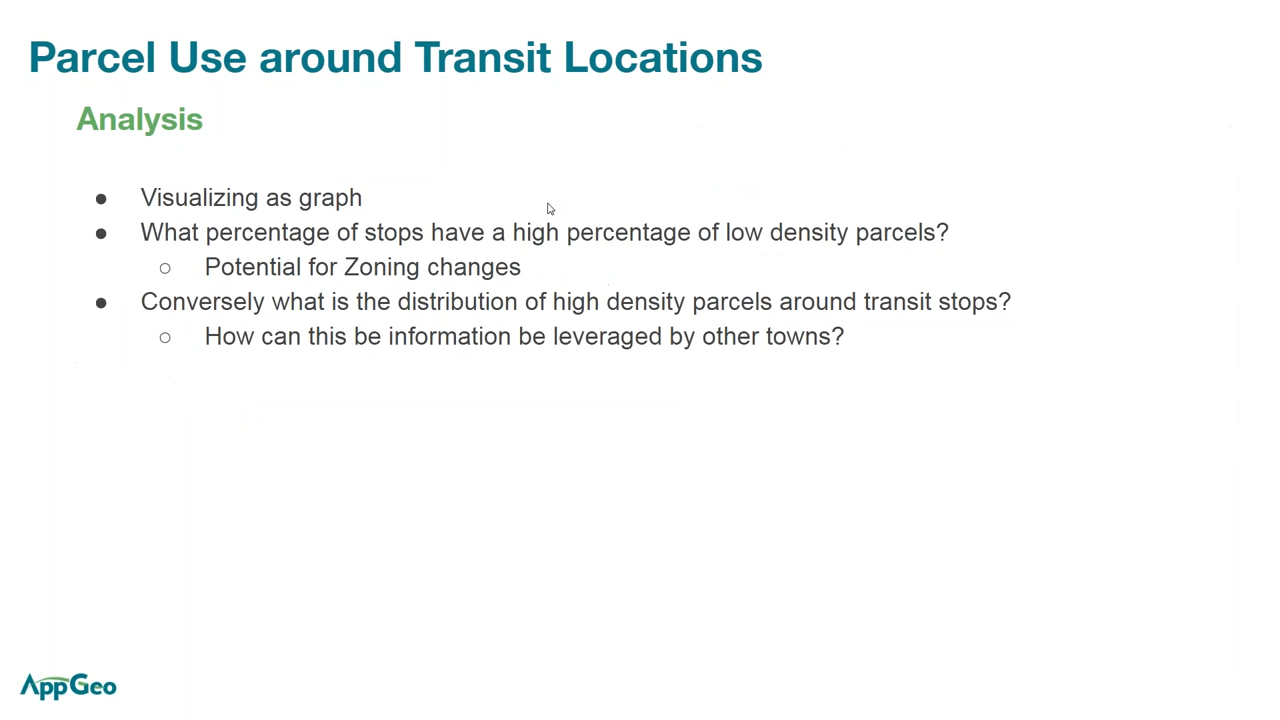 Parcel Use around Transit Locations
Analysis
● Visualizing as graph
● What percentage of stops have a high percentage of low density parcels?
○ Potential for Zoning changes
● Conversely what is the distribution of high density parcels around transit stops?
○ How can this be information be leveraged by other towns?
AppGeo